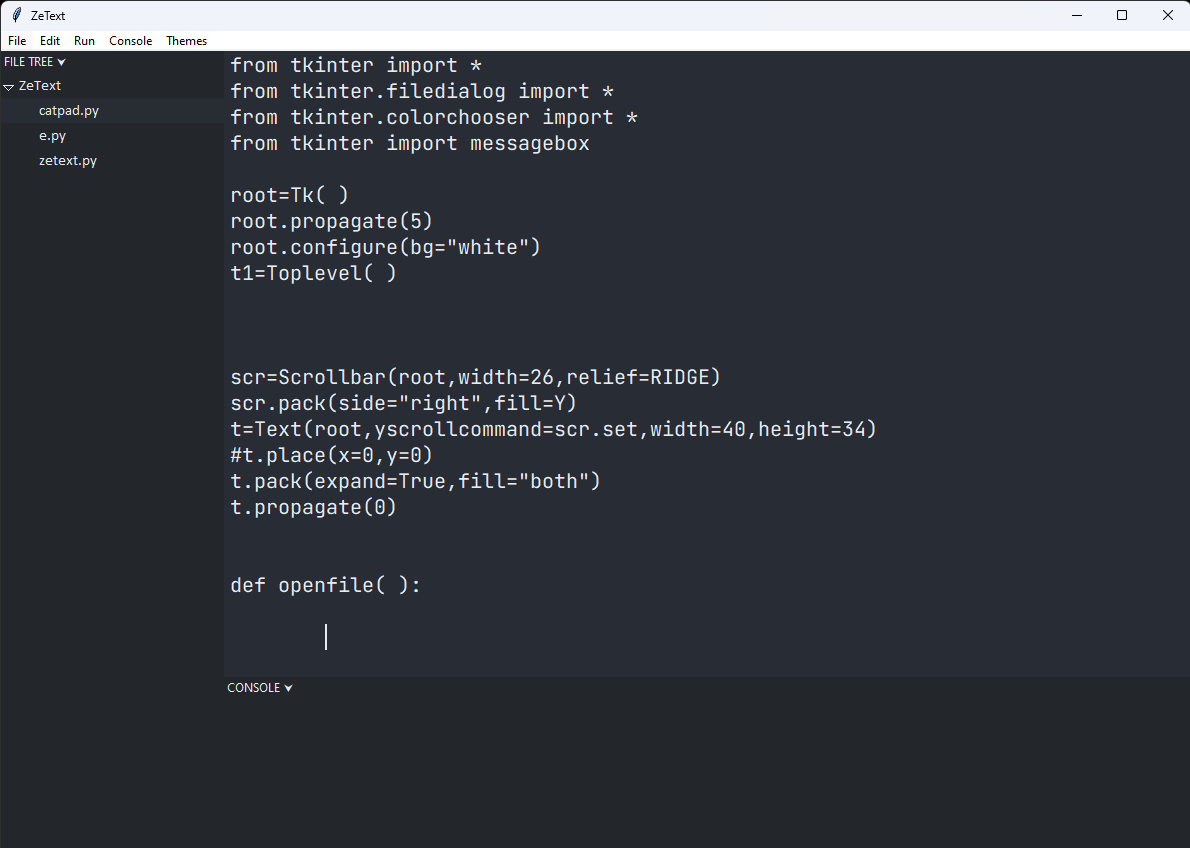 ZeText
File Edit Run Console Themes
FILE TREE
ZeText
catpad.py
e.py
zetext.py
from tkinter import *
from tkinter.filedialog import *
from tkinter.colorchooser import *
from tkinter import messagebox
root=Tk( )
root.propagate(5)
root.configure(bg="white")
t1=Toplevel( )
scr=Scrollbar(root,width=26,relief=RIDGE)
scr.pack(side="right",fill=Y)
t=Text(root,yscrollcommand=scr.set,width=40,height=34)
#t.place(x=0,y=0)
t.pack(expand=True,fill="both")
t.propagate(0)
def openfile( ):
CONSOLE